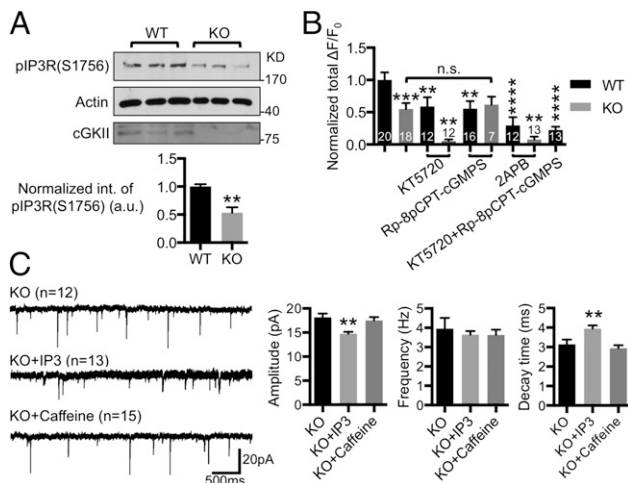 A
WT KO
KD
pIP3R(S1756)
-170
Actin
-40
cGKII
-75
Normalized int. of
pIP3R(S1756) (a.u.)
1.5
1.0
0.5
0.0
**
WT
KO
B
Normalized total ΔF/F0
1.5
1.0
0.5
0.0
n.s.
*** ** ** ** **** ** ****
20 18 12 12 16 7 12 13 13
KT5720
Rp-8pCPT-cGMPS
2APB
KT5720+Rp-8pCPT-cGMPS
WT
KO
C
KO (n=12)
KO+IP3 (n=13)
KO+Caffeine (n=15)
20pA
500ms
Amplitude (pA)
20
15
10
5
0
**
KO
KO+IP3
KO+Caffeine
Frequency (Hz)
5
4
3
2
1
0
KO
KO+IP3
KO+Caffeine
Decay time (ms)
5
4
3
2
1
0
**
KO
KO+IP3
KO+Caffeine